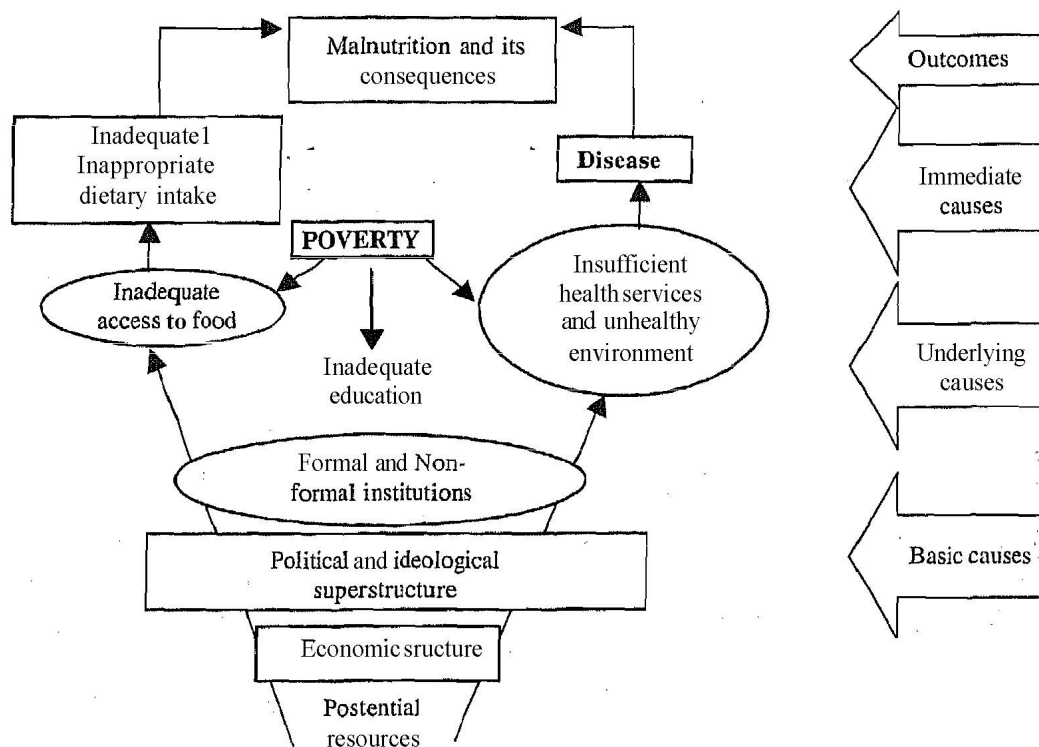 Malnutrition and its
consequences
Outcomes
Inadequate1
Inappropriate
dietary intake
Disease
Immediate
causes
POVERTY
Inadequate
access to food
Insufficient
health services
and unhealthy
environment
Inadequate
education
Underlying
causes
Formal and Non-
formal institutions
Political and ideological
superstructure
Basic causes
Economic sructure
Postential
resources